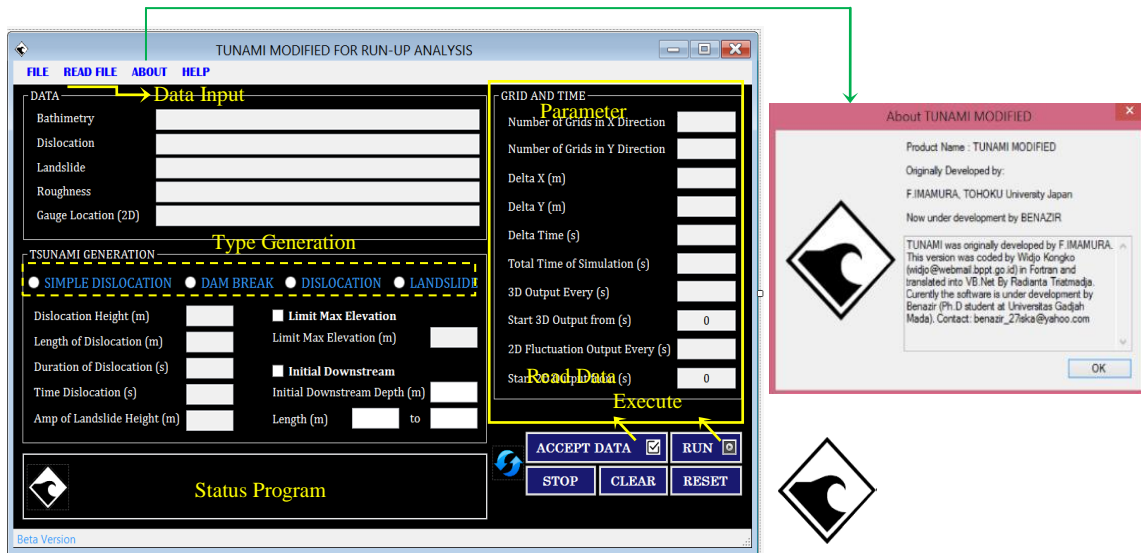 TUNAMI MODIFIED FOR RUN-UP ANALYSIS
FILE READ FILE ABOUT HELP
Data Input
DATA
Bathimetry
Dislocation
Landslide
Roughness
Gauge Location (2D)
Type Generation
TSUNAMI GENERATION
SIMPLE DISLOCATION DAM BREAK DISLOCATION LANDSLIDE
Dislocation Height (m)
Length of Dislocation (m)
Duration of Dislocation (s)
Time Dislocation (s)
Amp of Landslide Height (m)
Limit Max Elevation
Limit Max Elevation (m)
Initial Downstream
Initial Downstream Depth (m)
Length (m) to
Status Program
Beta Version
GRID AND TIME
Parameter
Number of Grids in X Direction
Number of Grids in Y Direction
Delta X (m)
Delta Y (m)
Delta Time (s)
Total Time of Simulation (s)
3D Output Every (s)
Start 3D Output from (s) 0
2D Fluctuation Output Every (s)
Start 2D Output from (s) 0
Read Data
Execute
ACCEPT DATA RUN
STOP CLEAR RESET
About TUNAMI MODIFIED
Product Name : TUNAMI MODIFIED
Originally Developed by:
F.IMAMURA, TOHOKU University Japan
Now under development by BENAZIR
TUNAMI was originally developed by F.IMAMURA.
This version was coded by Widjo Kongko
(widjo@webmail.bppt.go.id) in Fortran and
translated into VB.Net By Radianta Triatmadja.
Curently the software is under development by
Benazir (Ph.D student at Universitas Gadjah
Mada). Contact: benazir_27iska@yahoo.com
OK